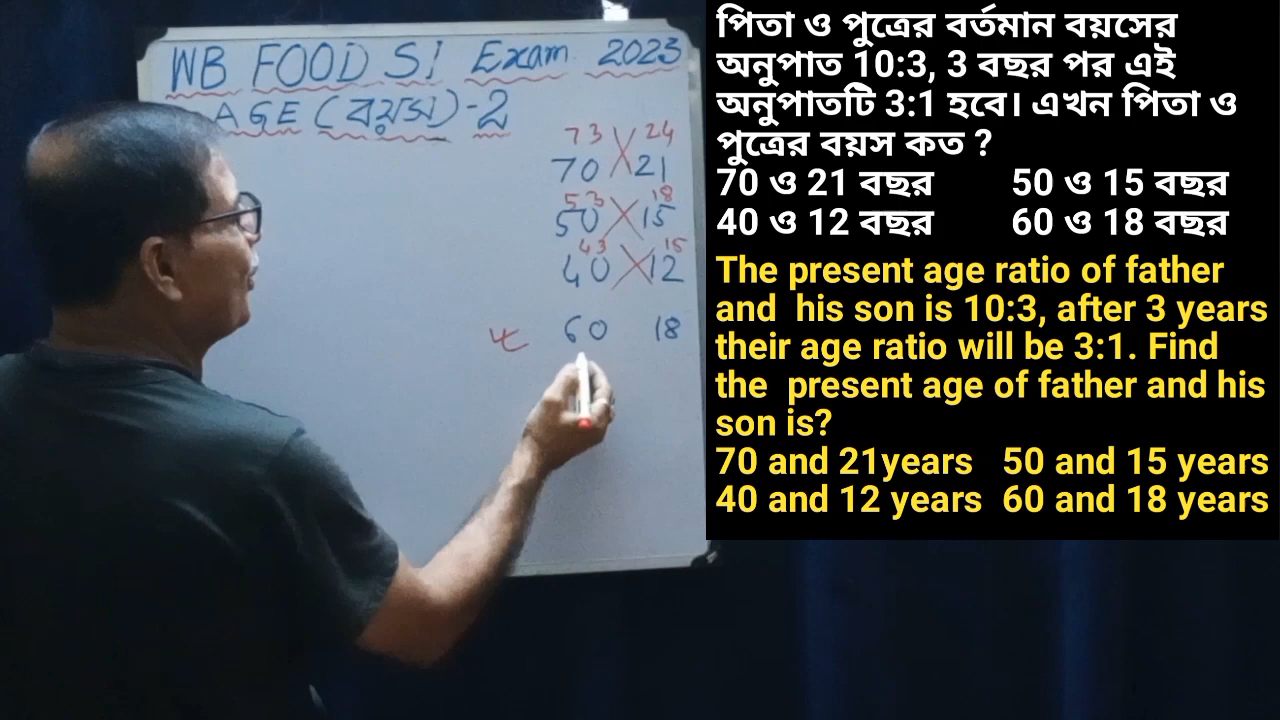 WB FOOD SI Exam 2023
AGE (বয়স)-2
73 24
70 21
53 18
50 15
43 15
40 12
60 18
পিতা ও পুত্রের বর্তমান বয়সের
অনুপাত 10:3, 3 বছর পর এই
অনুপাতটি 3:1 হবে। এখন পিতা ও
পুত্রের বয়স কত ?
70 ও 21 বছর 50 ও 15 বছর
40 ও 12 বছর 60 ও 18 বছর
The present age ratio of father
and his son is 10:3, after 3 years
their age ratio will be 3:1. Find
the present age of father and his
son is?
70 and 21years 50 and 15 years
40 and 12 years 60 and 18 years